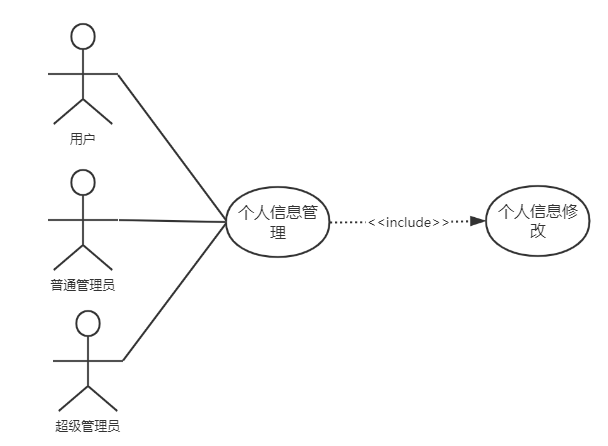 用户
普通管理员
超级管理员
个人信息管
理
<<include>>
个人信息修
改